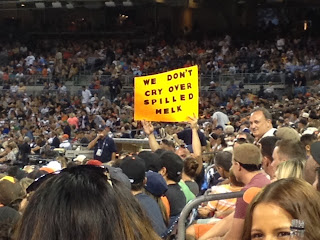 WE DON'T
CRY OVER
SPILLED
MELK